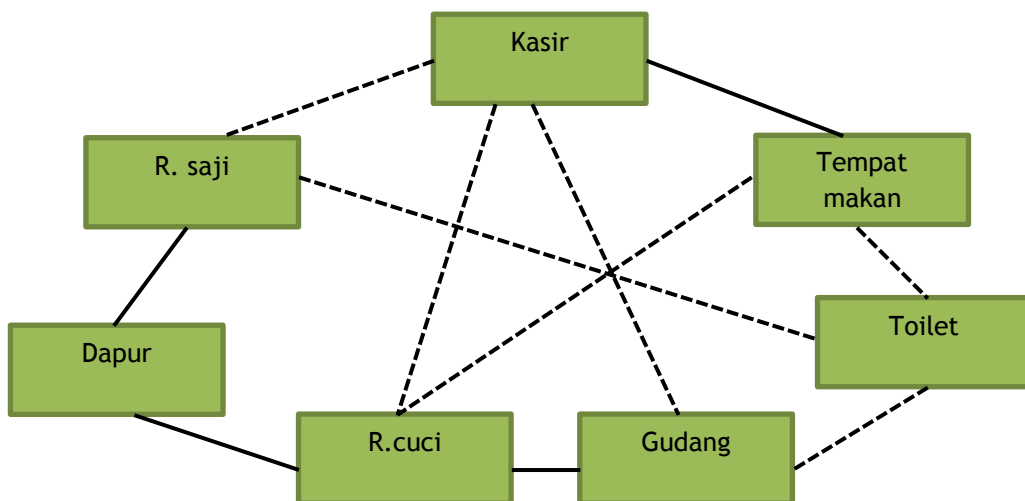 Kasir
R. saji
Tempat
makan
Toilet
Dapur
R.cuci
Gudang